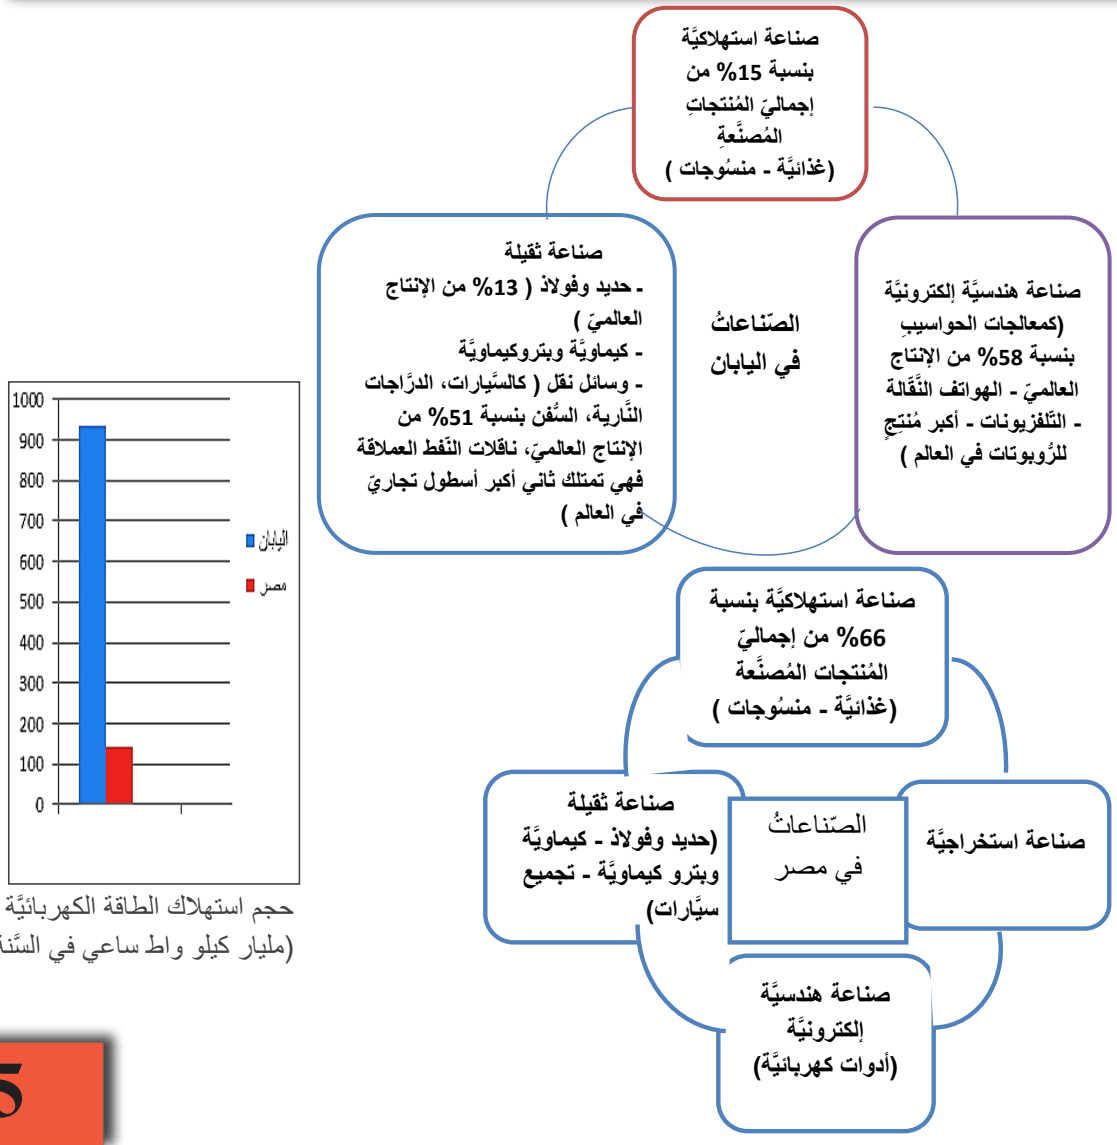 صناعة استهلاكيَّة
بنسبة 15% من
إجماليّ المُنتجاتِ
المُصنَّعةِ
(غذائيَّة - منسُوجات )
صناعة هندسيَّة إلكترونيَّة
(كمعالجات الحواسيبِ
بنسبة 58% من الإنتاج
العالميّ - الهواتف النَّقّالة
- التّلفزيونات - أكبر مُنتِجٍ
للرُّوبوتات في العالم )
الصّناعاتُ
في اليابان
صناعة ثقيلة
- حديد وفولاذ ( 13% من الإنتاج
العالميّ )
- كيماويَّة وبتروكيماويَّة
- وسائل نقل ( كالسَّيارات، الدرَّاجات
النَّارية، السُّفن بنسبة 51% من
الإنتاج العالميّ، ناقلات النّفط العملاقة
فهي تمتلك ثاني أكبر أسطول تجاريّ
في العالم )
1000
900
800
700
600
500
400
300
200
100
0
اليابان
مصر
حجم استهلاك الطاقة الكهربائيَّة
(مليار كيلو واط ساعي في السَّنة
صناعة استهلاكيَّة بنسبة
66% من إجماليّ
المُنتجات المُصنَّعة
(غذائيَّة - منسُوجات )
صناعة استخراجيَّة
الصّناعاتُ
في مصر
صناعة ثقيلة
(حديد وفولاذ - كيماويَّة
وبترو كيماويَّة - تجميع
سيَّارات)
صناعة هندسيَّة
إلكترونيَّة
(أدوات كهربائيَّة)
5